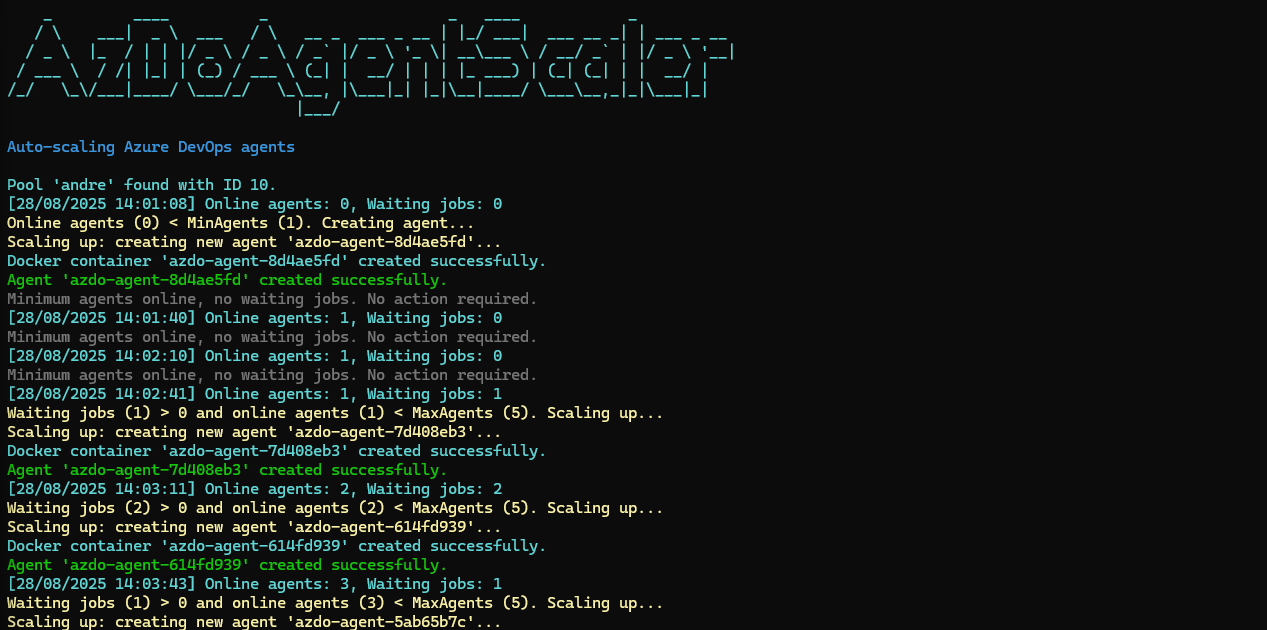 AzDoAgentScaler
Auto-scaling Azure DevOps agents
Pool 'andre' found with ID 10.
[28/08/2025 14:01:08] Online agents: 0, Waiting jobs: 0
Online agents (0) < MinAgents (1). Creating agent...
Scaling up: creating new agent 'azdo-agent-8d4ae5fd'...
Docker container 'azdo-agent-8d4ae5fd' created successfully.
Agent 'azdo-agent-8d4ae5fd' created successfully.
Minimum agents online, no waiting jobs. No action required.
[28/08/2025 14:01:40] Online agents: 1, Waiting jobs: 0
Minimum agents online, no waiting jobs. No action required.
[28/08/2025 14:02:10] Online agents: 1, Waiting jobs: 0
Minimum agents online, no waiting jobs. No action required.
[28/08/2025 14:02:41] Online agents: 1, Waiting jobs: 1
Waiting jobs (1) > 0 and online agents (1) < MaxAgents (5). Scaling up...
Scaling up: creating new agent 'azdo-agent-7d408eb3'...
Docker container 'azdo-agent-7d408eb3' created successfully.
Agent 'azdo-agent-7d408eb3' created successfully.
[28/08/2025 14:03:11] Online agents: 2, Waiting jobs: 2
Waiting jobs (2) > 0 and online agents (2) < MaxAgents (5). Scaling up...
Scaling up: creating new agent 'azdo-agent-614fd939'...
Docker container 'azdo-agent-614fd939' created successfully.
Agent 'azdo-agent-614fd939' created successfully.
[28/08/2025 14:03:43] Online agents: 3, Waiting jobs: 1
Waiting jobs (1) > 0 and online agents (3) < MaxAgents (5). Scaling up...
Scaling up: creating new agent 'azdo-agent-5ab65b7c'...